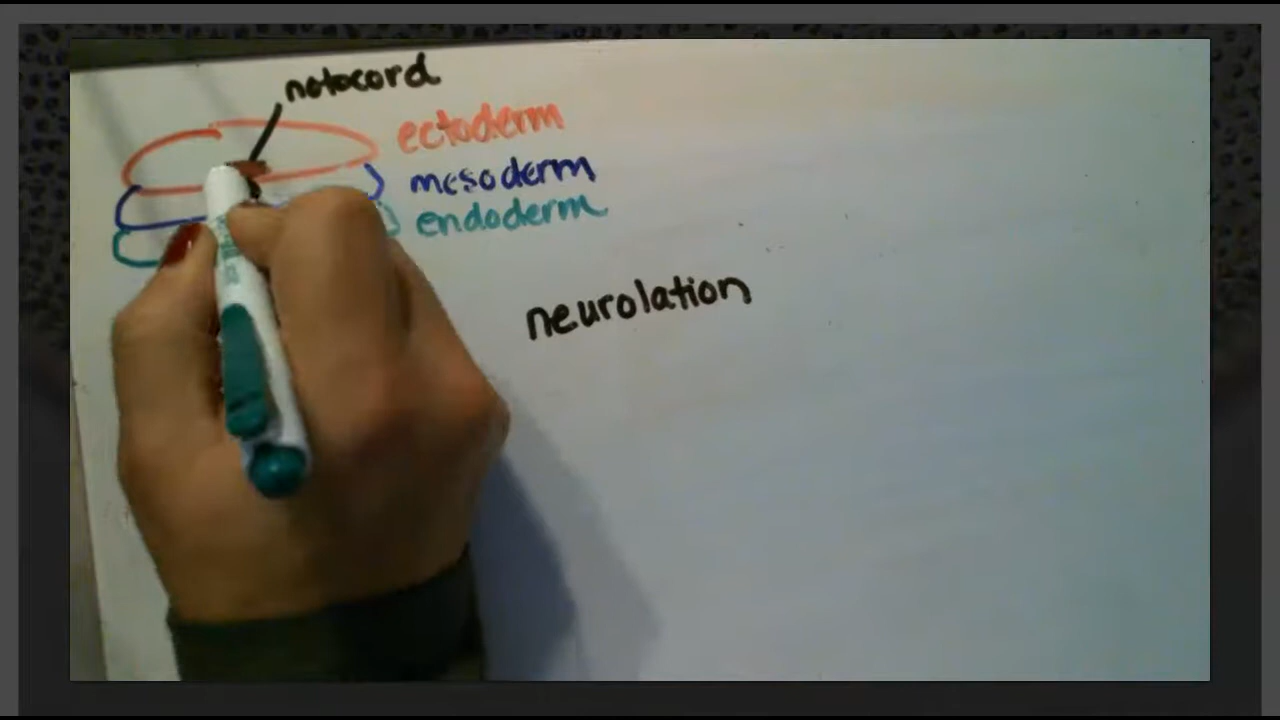 notocord
ectoderm
mesoderm
endoderm
neurolation